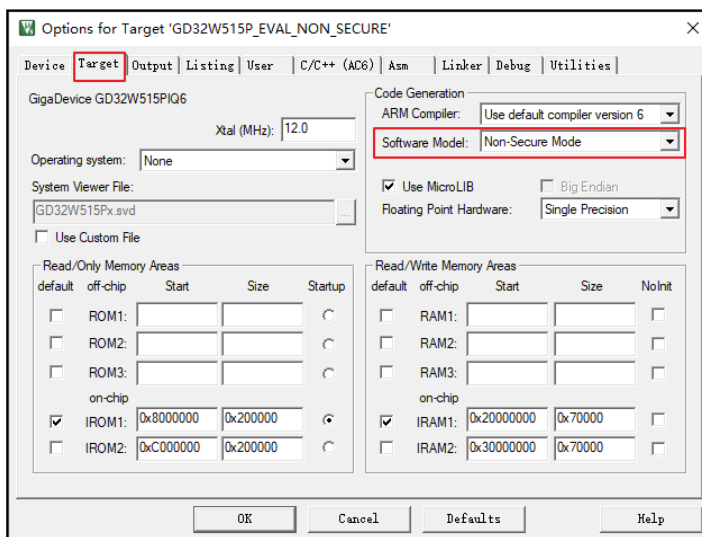 Options for Target 'GD32W515P_EVAL_NON_SECURE'
Device Target Output Listing User C/C++ (AC6) Asm Linker Debug Utilities
GigaDevice GD32W515PIQ6
Xtal (MHz): 12.0
Operating system: None
System Viewer File:
GD32W515Px.svd ...
Use Custom File
Code Generation
ARM Compiler: Use default compiler version 6
Software Model: Non-Secure Mode
Use MicroLIB Big Endian
Floating Point Hardware: Single Precision
Read/Only Memory Areas
default off-chip Start Size Startup
ROM1:
ROM2:
ROM3:
on-chip
IROM1: 0x8000000 0x200000
IROM2: 0xC000000 0x200000
Read/Write Memory Areas
default off-chip Start Size NoInit
RAM1:
RAM2:
RAM3:
on-chip
IRAM1: 0x20000000 0x70000
IRAM2: 0x30000000 0x70000
OK Cancel Defaults Help